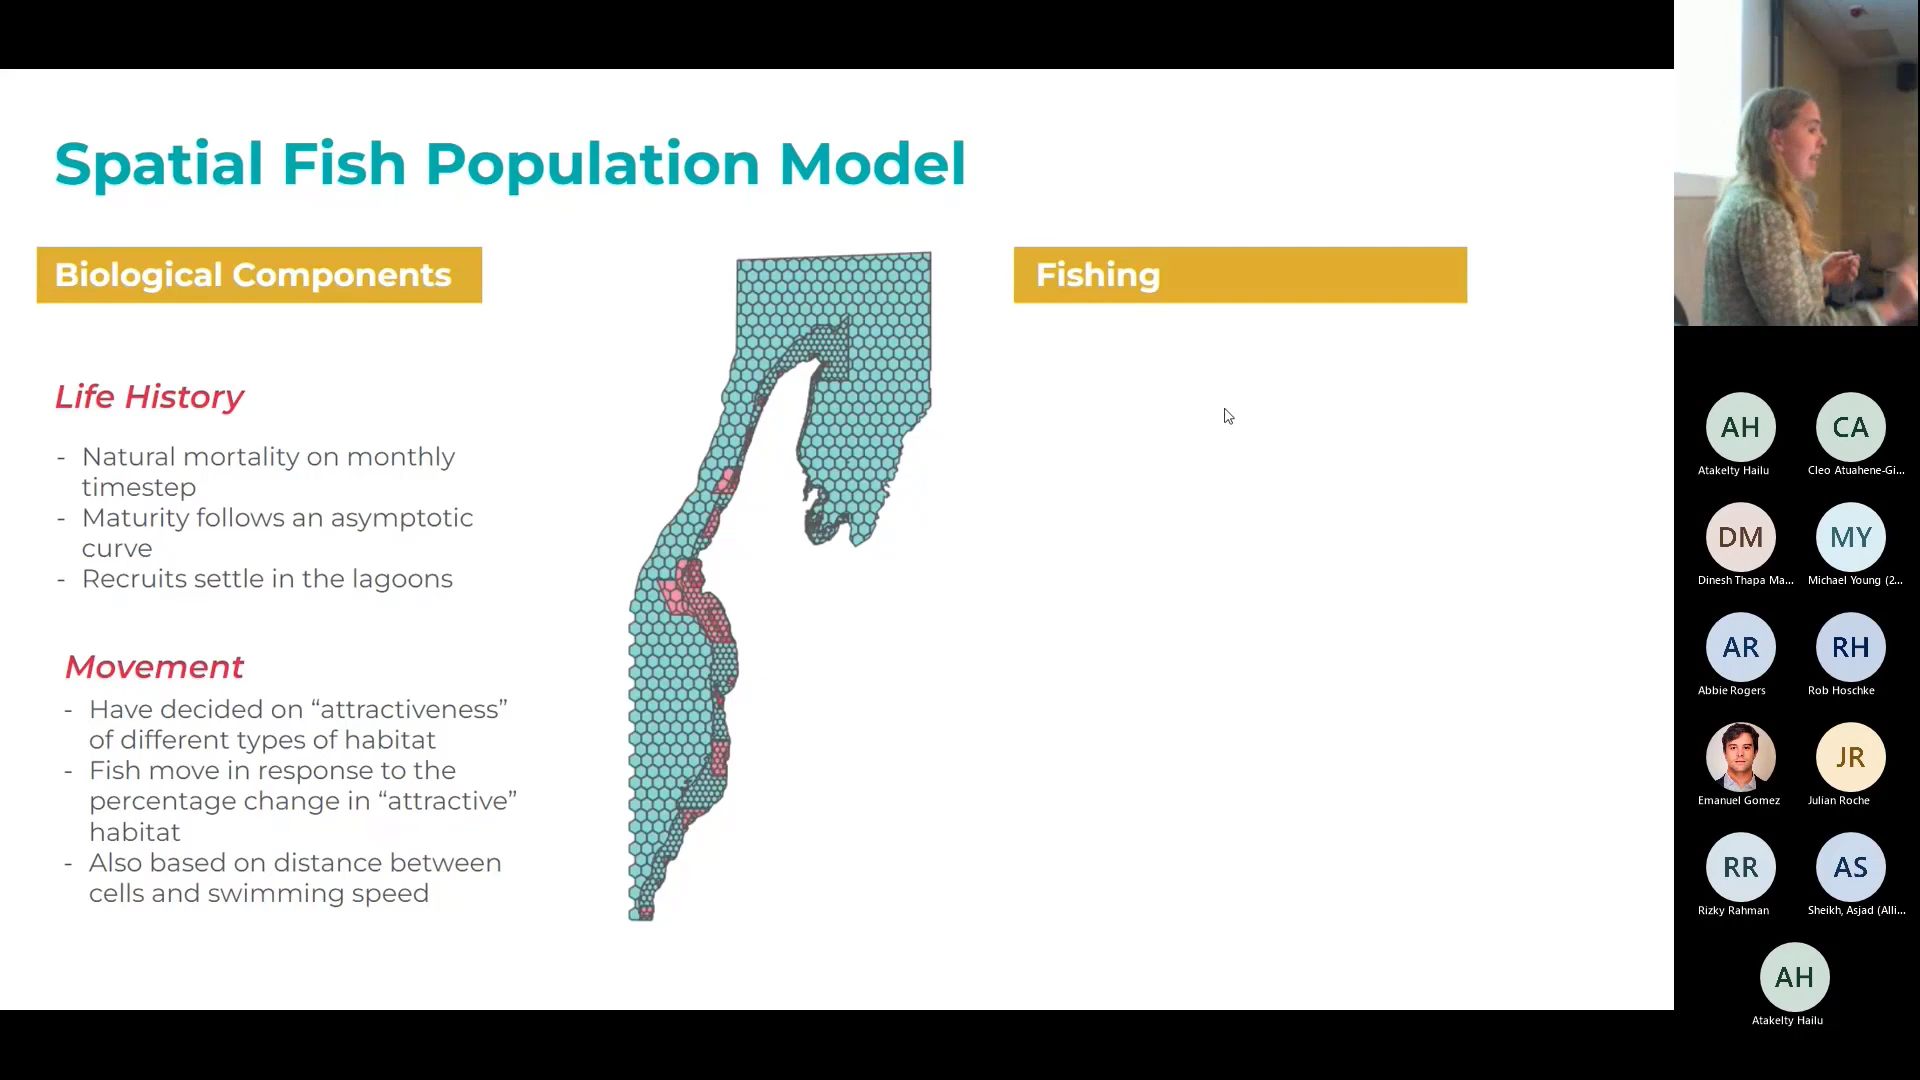 Spatial Fish Population Model
Biological Components
Life History
- Natural mortality on monthly
timestep
- Maturity follows an asymptotic
curve
- Recruits settle in the lagoons
Movement
- Have decided on “attractiveness”
of different types of habitat
- Fish move in response to the
percentage change in “attractive”
habitat
- Also based on distance between
cells and swimming speed
Fishing
AH
Atakelty Hailu
CA
Cleo Atuahene-Gi...
DM
Dinesh Thapa Ma...
MY
Michael Young (2...
AR
Abbie Rogers
RH
Rob Hoschke
Emanuel Gomez
JR
Julian Roche
RR
Rizky Rahman
AS
Sheikh, Asjad (Alli...
AH
Atakelty Hailu